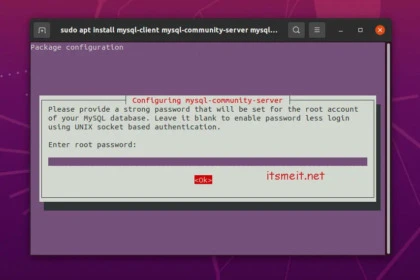 sudo apt install mysql-client mysql-community-server mysql...
Package configuration
Configuring mysql-community-server
Please provide a strong password that will be set for the root account
of your MySQL database. Leave it blank to enable password less login
using UNIX socket based authentication.
Enter root password:
<Ok>
itsmeit.net